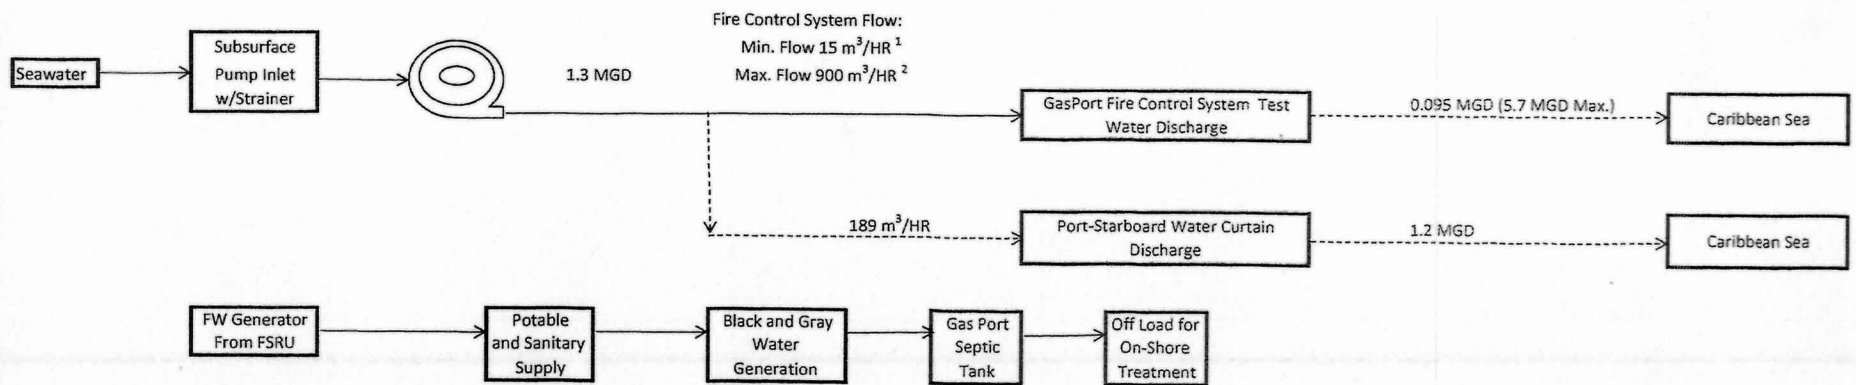 Fire Control System Flow:
Min. Flow 15 m³/HR ¹
Max. Flow 900 m³/HR ²
Seawater
Subsurface
Pump Inlet
w/Strainer
1.3 MGD
GasPort Fire Control System Test
Water Discharge
0.095 MGD (5.7 MGD Max.)
Caribbean Sea
189 m³/HR
Port-Starboard Water Curtain
Discharge
1.2 MGD
Caribbean Sea
FW Generator
From FSRU
Potable
and Sanitary
Supply
Black and Gray
Water
Generation
Gas Port
Septic
Tank
Off Load for
On-Shore
Treatment